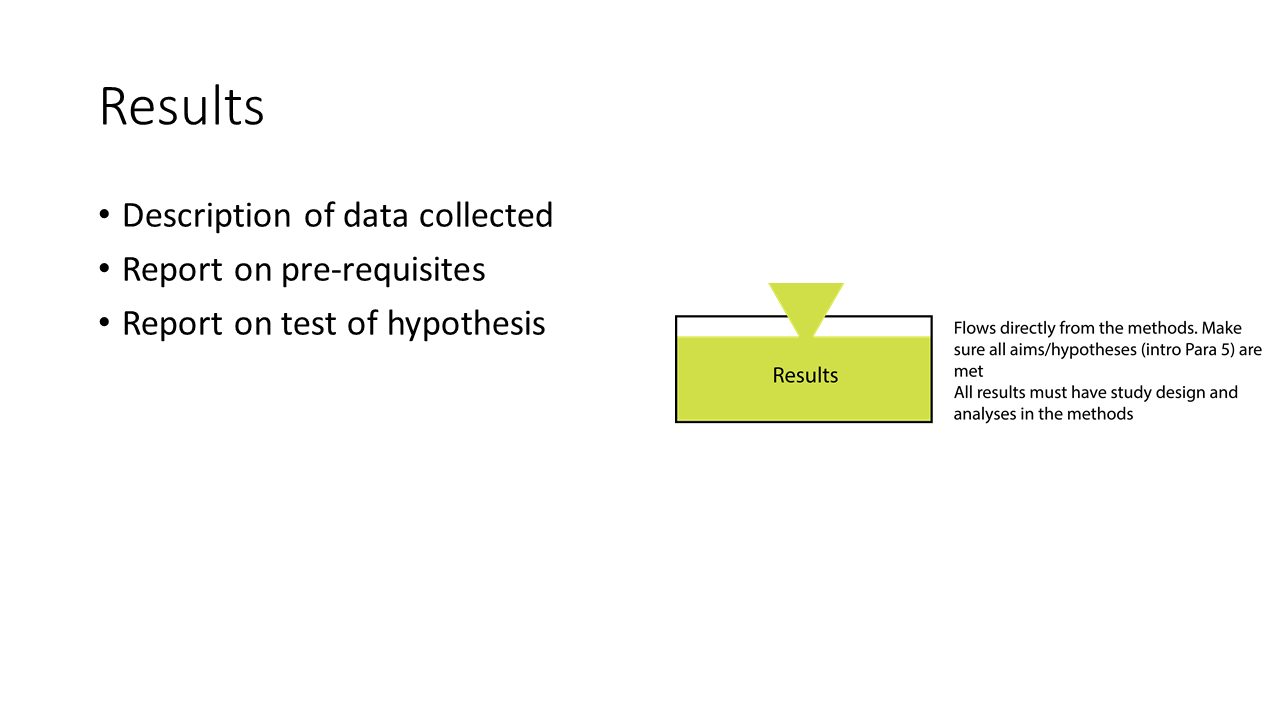 Results
• Description of data collected
• Report on pre-requisites
• Report on test of hypothesis
Results
Flows directly from the methods. Make
sure all aims/hypotheses (intro Para 5) are
met
All results must have study design and
analyses in the methods